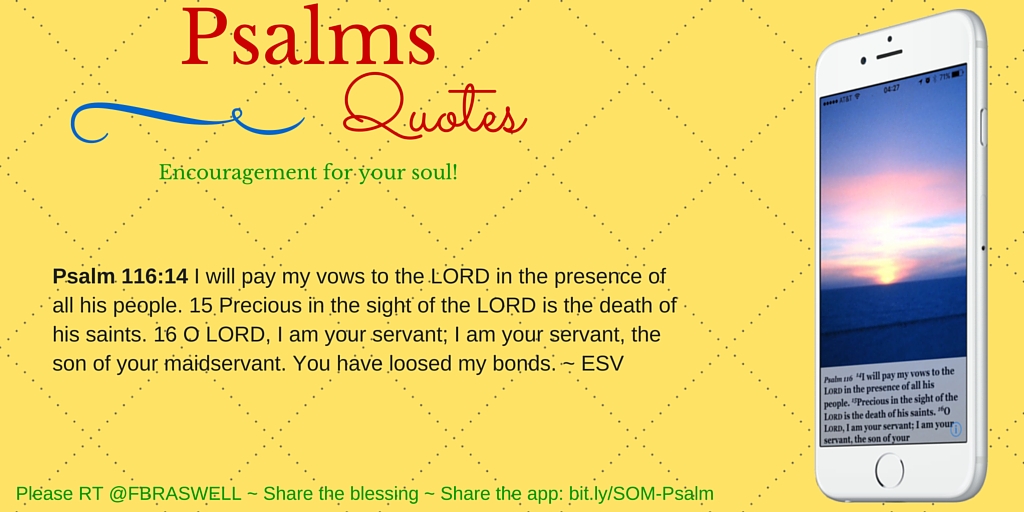 Psalms
Quotes
Encouragement for your soul!
Psalm 116:14 I will pay my vows to the LORD in the presence of
all his people. 15 Precious in the sight of the LORD is the death of
his saints. 16 O LORD, I am your servant; I am your servant, the
son of your maidservant. You have loosed my bonds. ~ ESV
Please RT @FBRASWELL ~ Share the blessing ~ Share the app: bit.ly/SOM-Psalm
AT&T 04:27 71%
Psalm 116 ¹⁴I will pay my vows to the
LORD in the presence of all his
people. ¹⁵Precious in the sight of the
LORD is the death of his saints. ¹⁶O
LORD, I am your servant; I am your
servant, the son of your